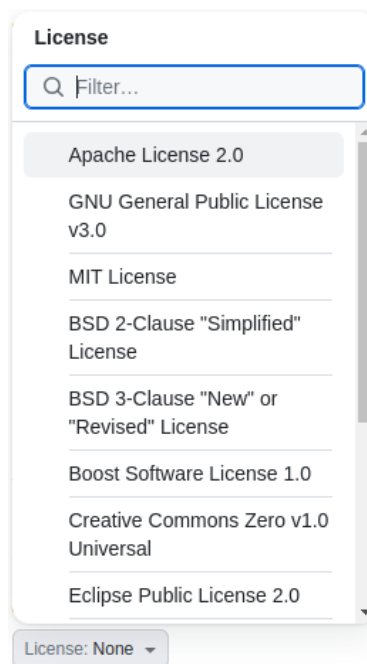 License
Filter…
Apache License 2.0
GNU General Public License
v3.0
MIT License
BSD 2-Clause "Simplified"
License
BSD 3-Clause "New" or
"Revised" License
Boost Software License 1.0
Creative Commons Zero v1.0
Universal
Eclipse Public License 2.0
License: None